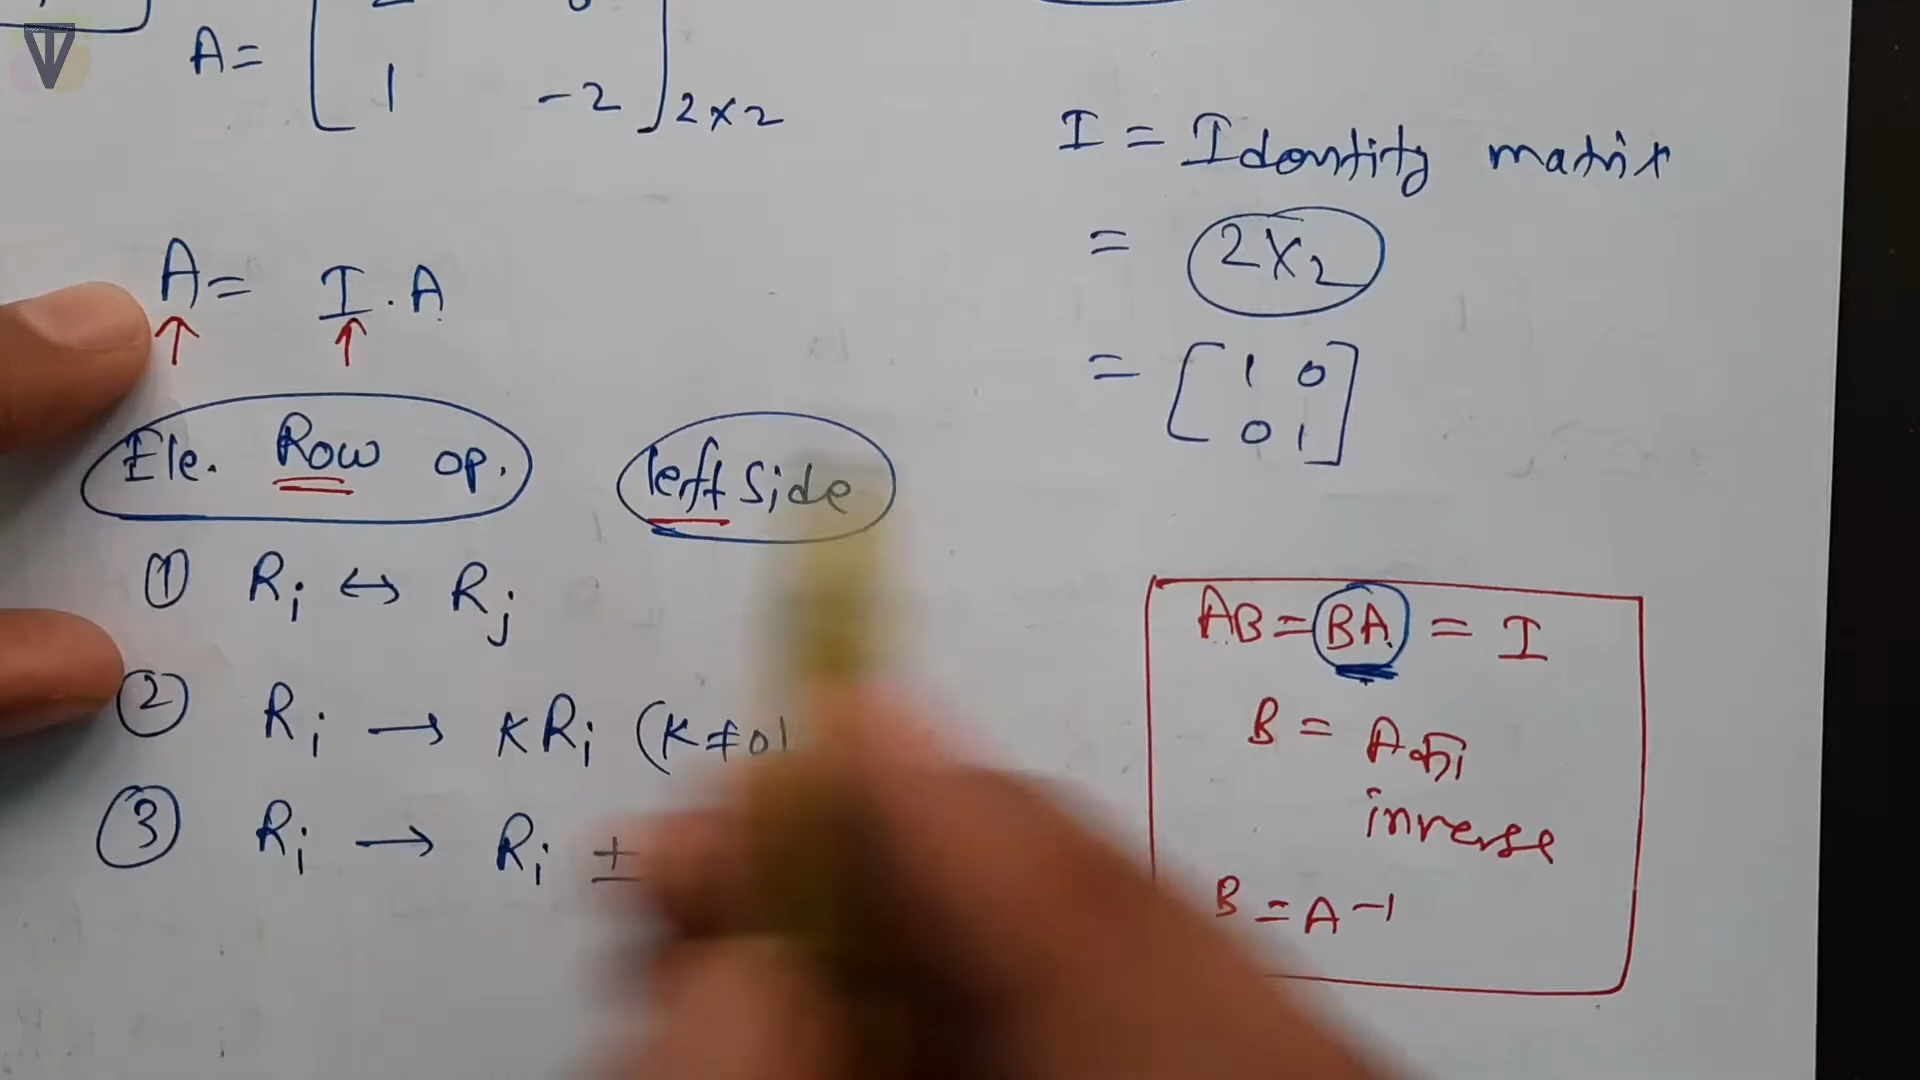 A =
1 -2
2×2
I = Identity matrix
= 2×2
= [1 0
0 1]
A = I . A
↑ ↑
Ele. Row op.
left side
① Ri ↔ Rj
② Ri → KRi (K≠0)
③ Ri → Ri ±
AB = BA = I
B = A की
inverse
B = A⁻¹